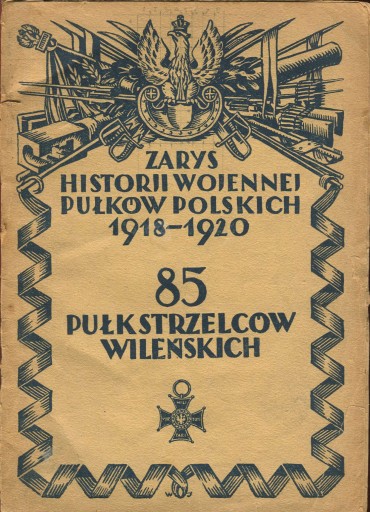 ZARYS
HISTORJI WOJENNEJ
PUŁKÓW POLSKICH
1918–1920
85
PUŁK STRZELCÓW
WILEŃSKICH